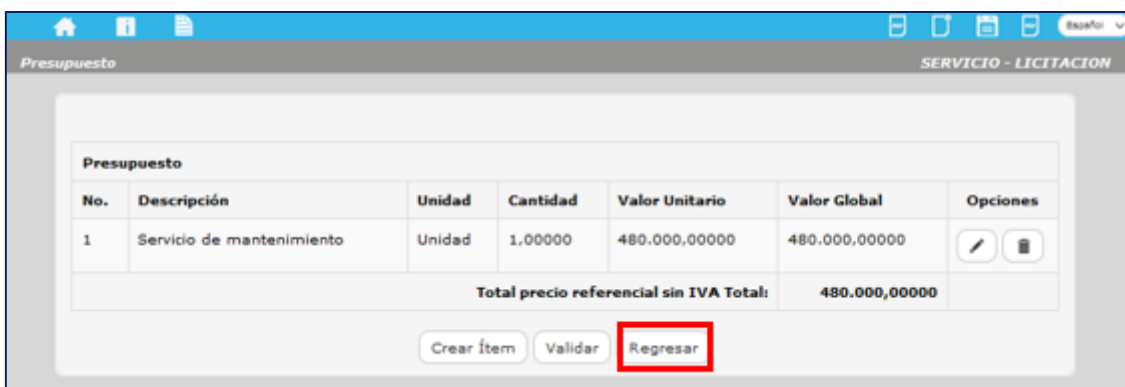 Español
Presupuesto SERVICIO - LICITACION
Presupuesto
No. Descripción Unidad Cantidad Valor Unitario Valor Global Opciones
1 Servicio de mantenimiento Unidad 1,00000 480.000,00000 480.000,00000
Total precio referencial sin IVA Total: 480.000,00000
Crear Ítem Validar Regresar